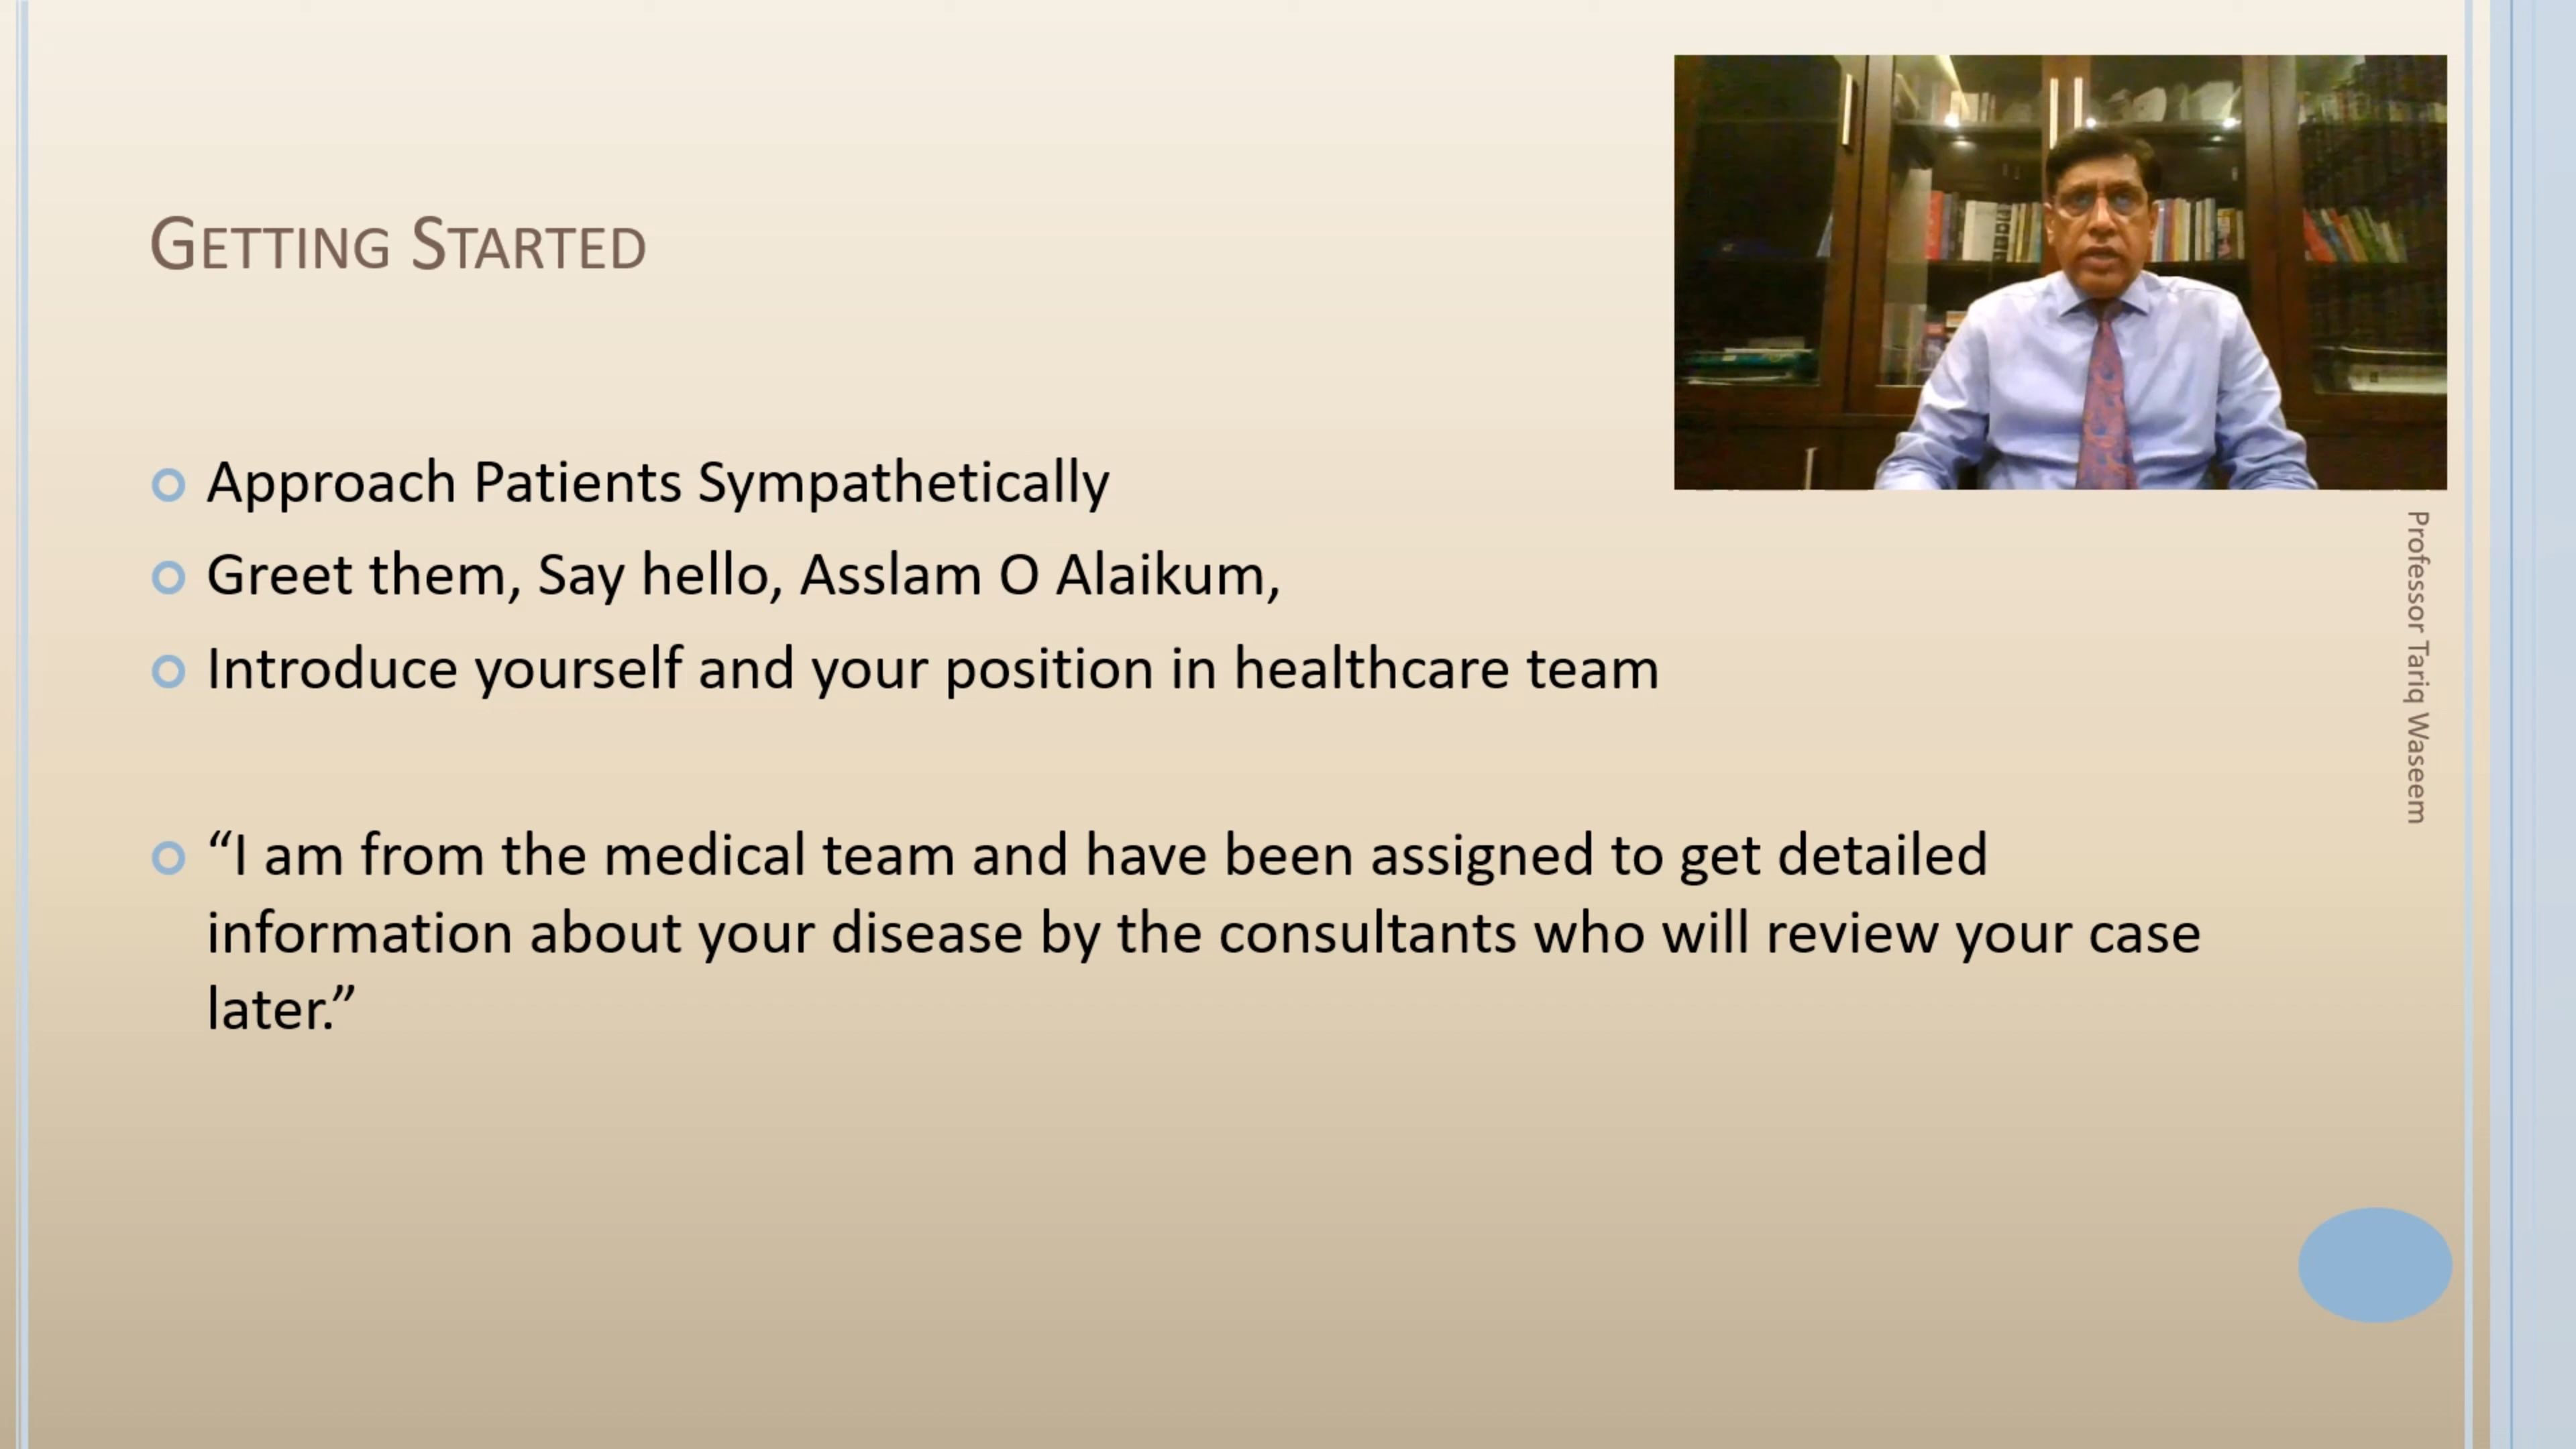 Getting Started
Approach Patients Sympathetically
Greet them, Say hello, Asslam O Alaikum,
Introduce yourself and your position in healthcare team
“I am from the medical team and have been assigned to get detailed
information about your disease by the consultants who will review your case
later.”
Professor Tariq Waseem